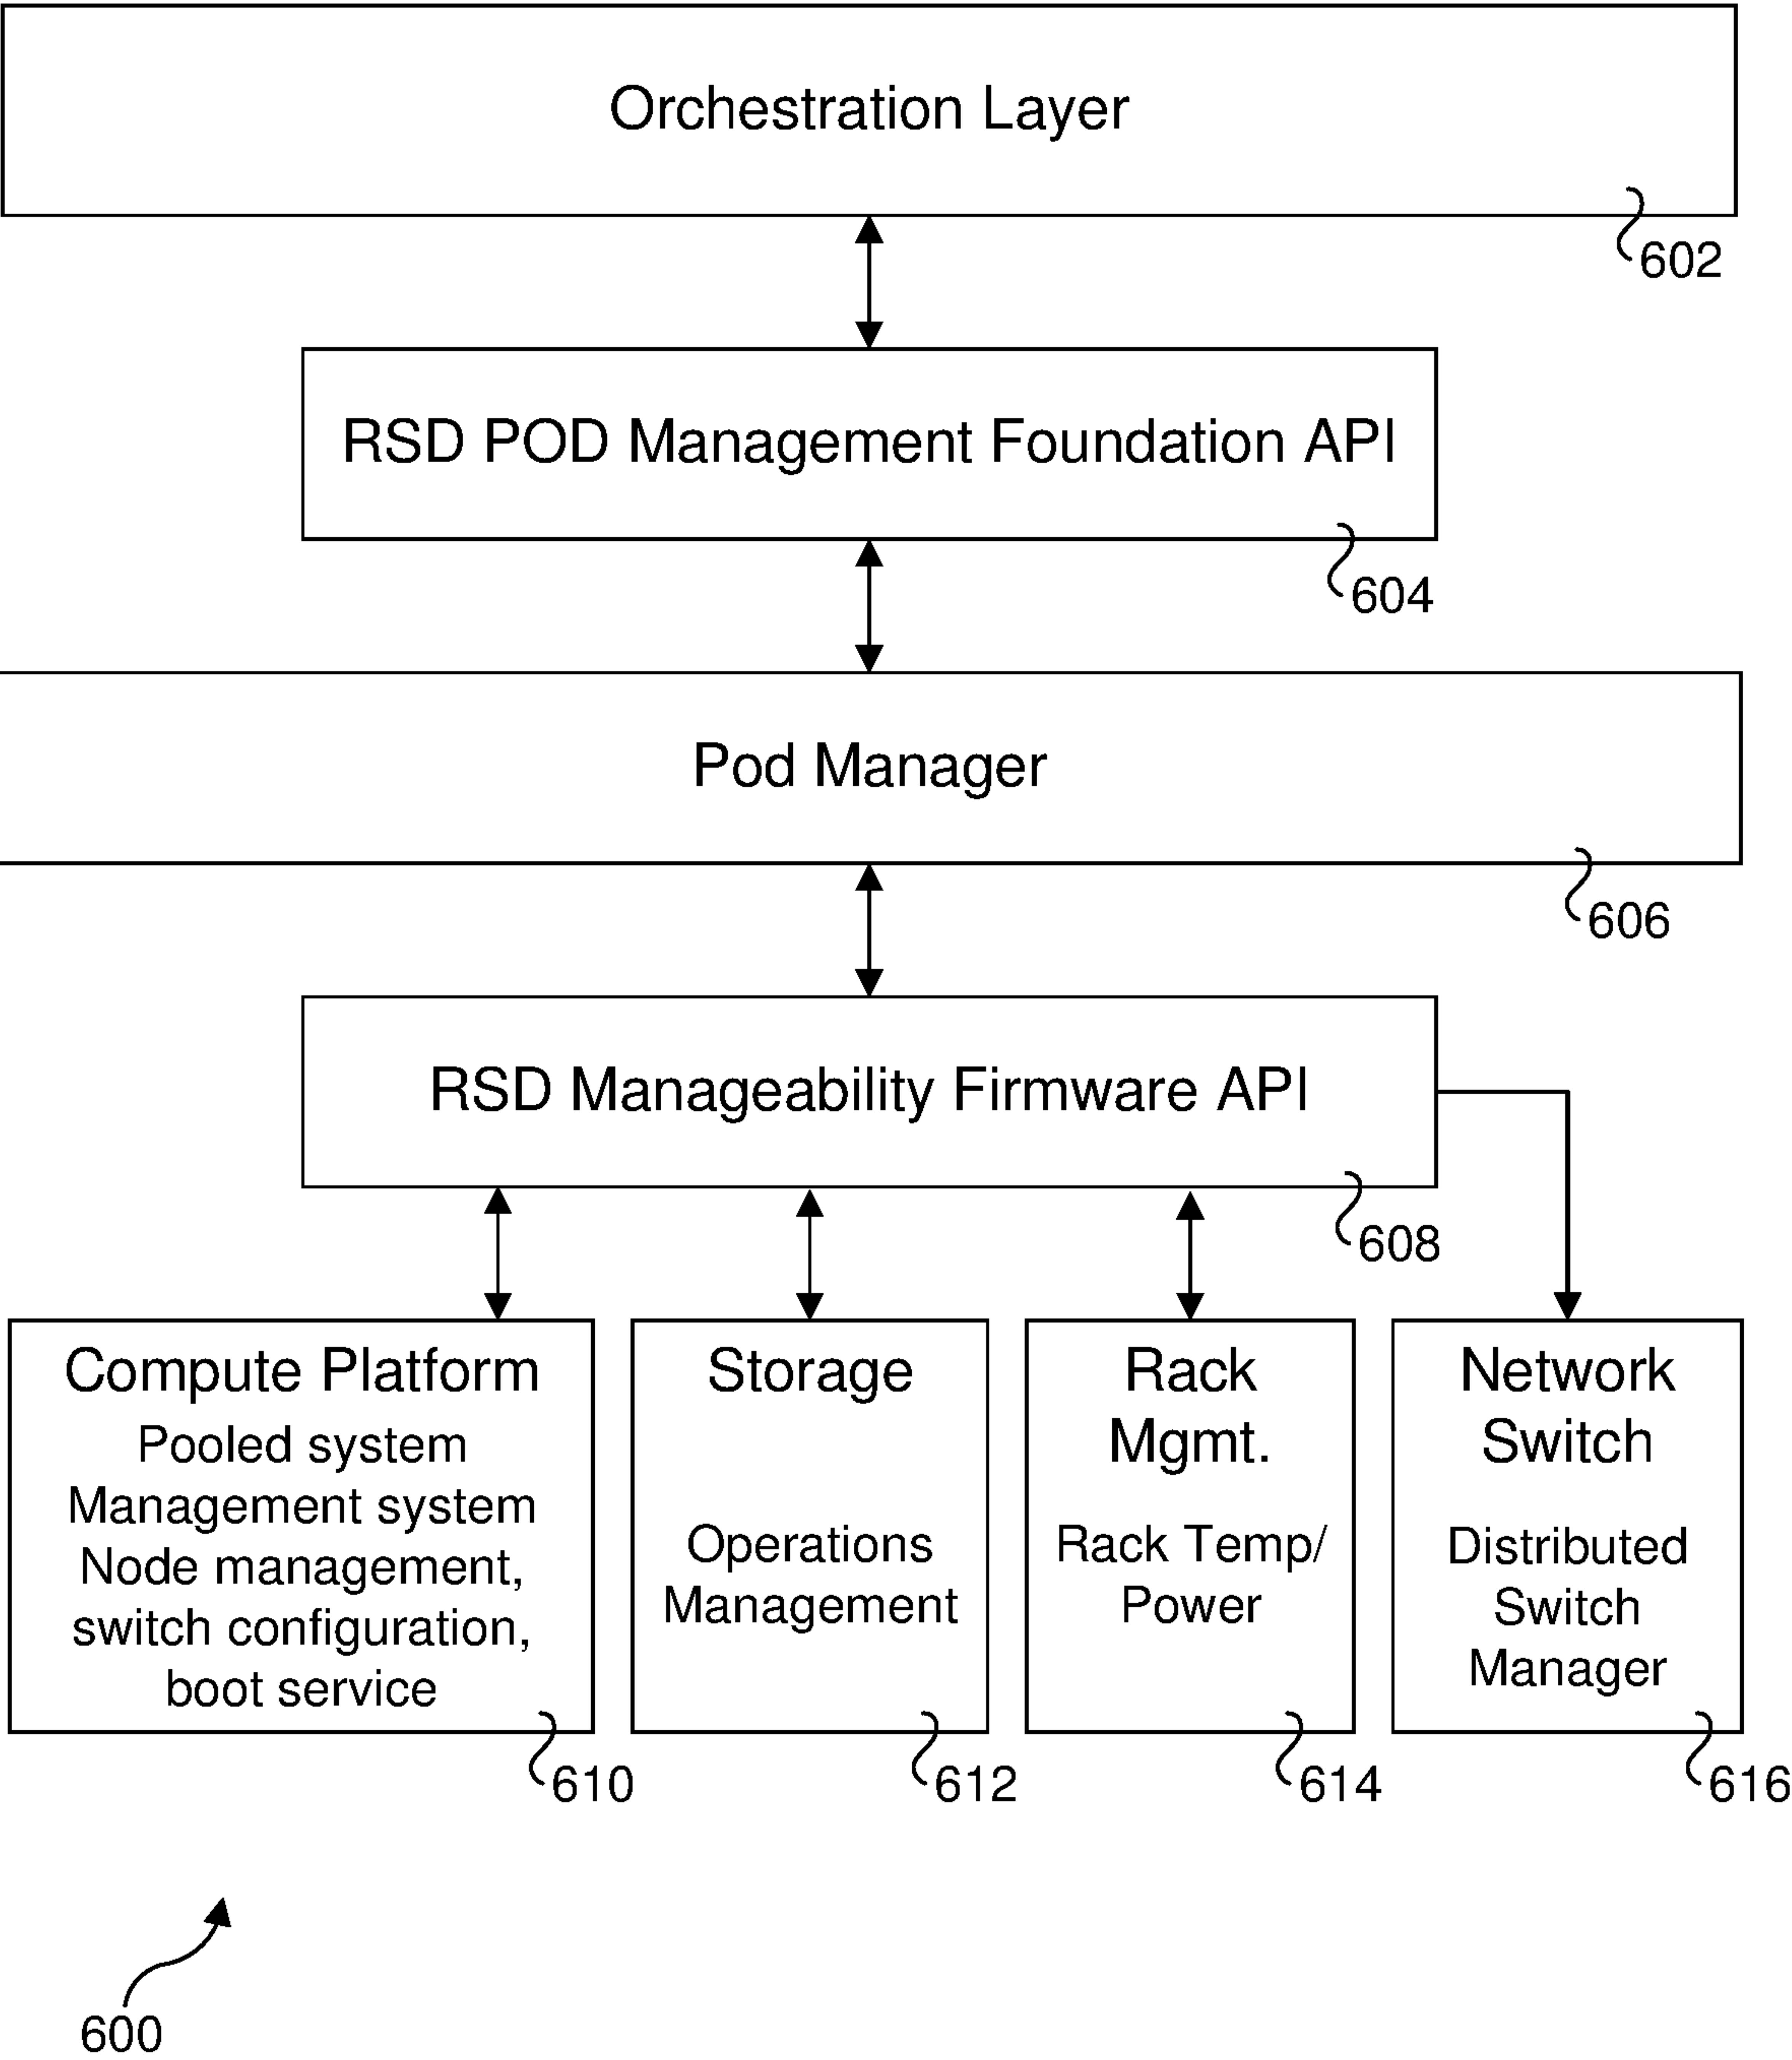 Orchestration Layer
602
RSD POD Management Foundation API
604
Pod Manager
606
RSD Manageability Firmware API
608
Compute Platform
Pooled system
Management system
Node management,
switch configuration,
boot service
610
Storage
Operations
Management
612
Rack
Mgmt.
Rack Temp/
Power
614
Network
Switch
Distributed
Switch
Manager
616
600